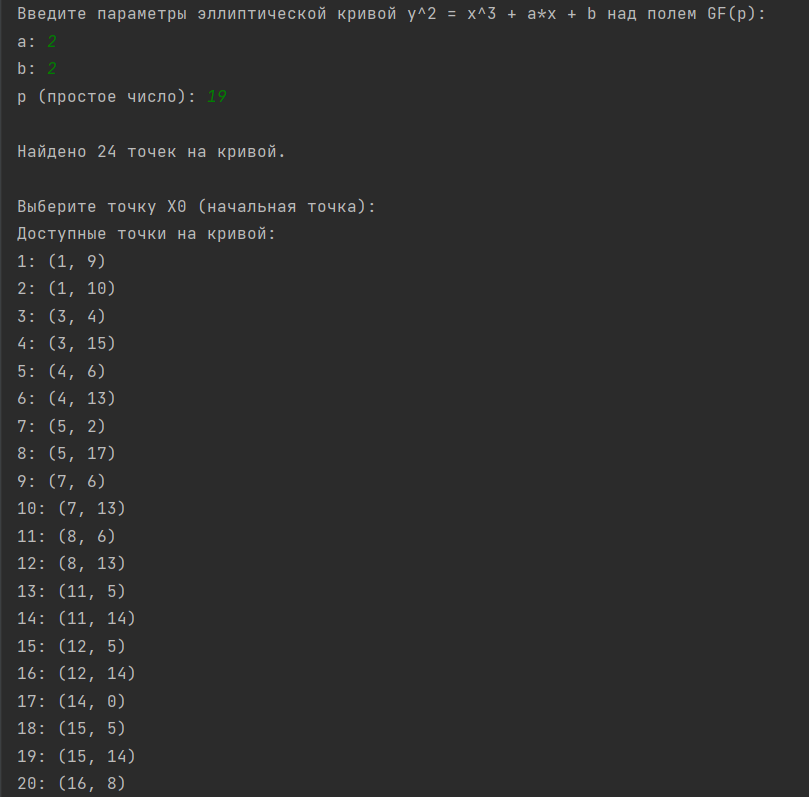 Введите параметры эллиптической кривой y^2 = x^3 + a*x + b над полем GF(p):
a: 2
b: 2
p (простое число): 19
Найдено 24 точек на кривой.
Выберите точку X0 (начальная точка):
Доступные точки на кривой:
1: (1, 9)
2: (1, 10)
3: (3, 4)
4: (3, 15)
5: (4, 6)
6: (4, 13)
7: (5, 2)
8: (5, 17)
9: (7, 6)
10: (7, 13)
11: (8, 6)
12: (8, 13)
13: (11, 5)
14: (11, 14)
15: (12, 5)
16: (12, 14)
17: (14, 0)
18: (15, 5)
19: (15, 14)
20: (16, 8)